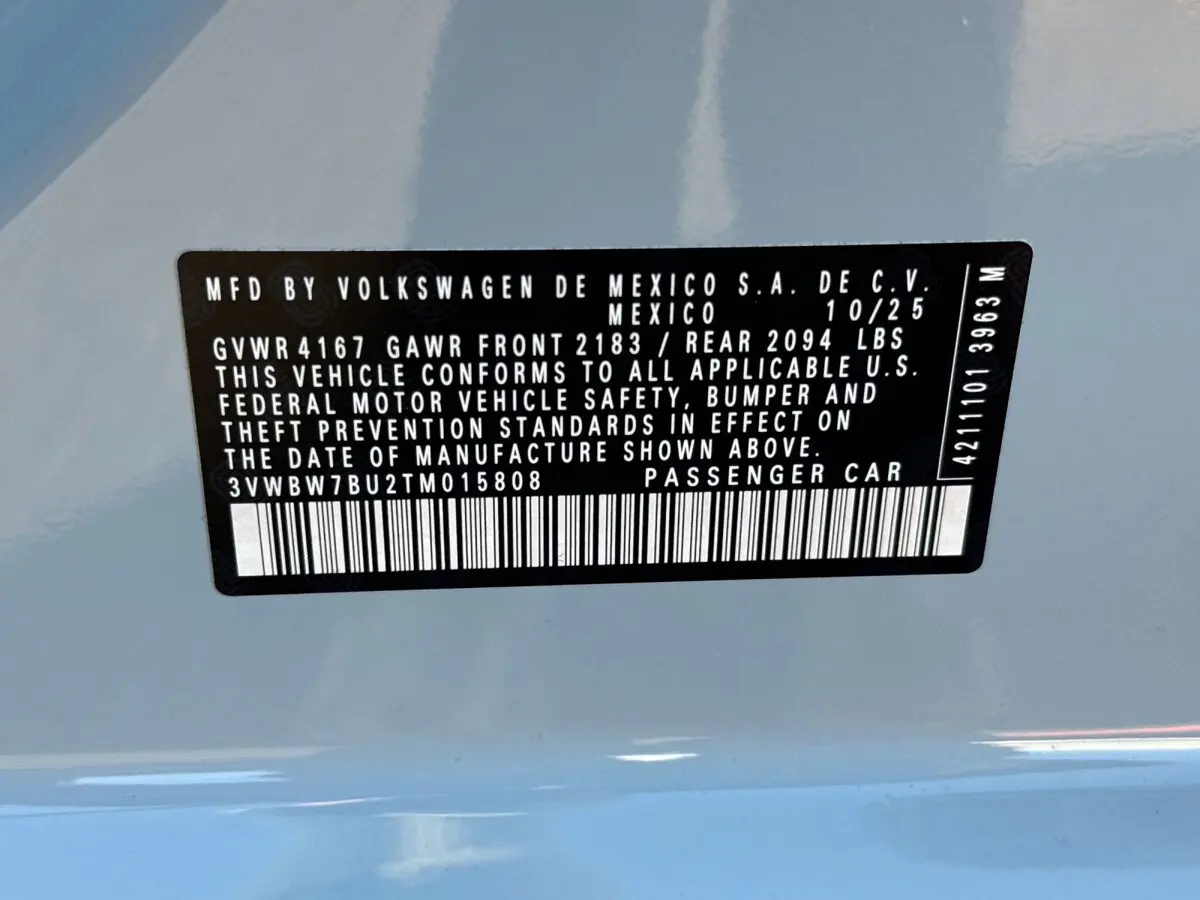 MFD BY VOLKSWAGEN DE MEXICO S.A. DE C.V.
MEXICO 10/25
GVWR 4167 GAWR FRONT 2183 / REAR 2094 LBS
THIS VEHICLE CONFORMS TO ALL APPLICABLE U.S.
FEDERAL MOTOR VEHICLE SAFETY, BUMPER AND
THEFT PREVENTION STANDARDS IN EFFECT ON
THE DATE OF MANUFACTURE SHOWN ABOVE.
3VWBW7BU2TM015808 PASSENGER CAR
4211101 3963 M